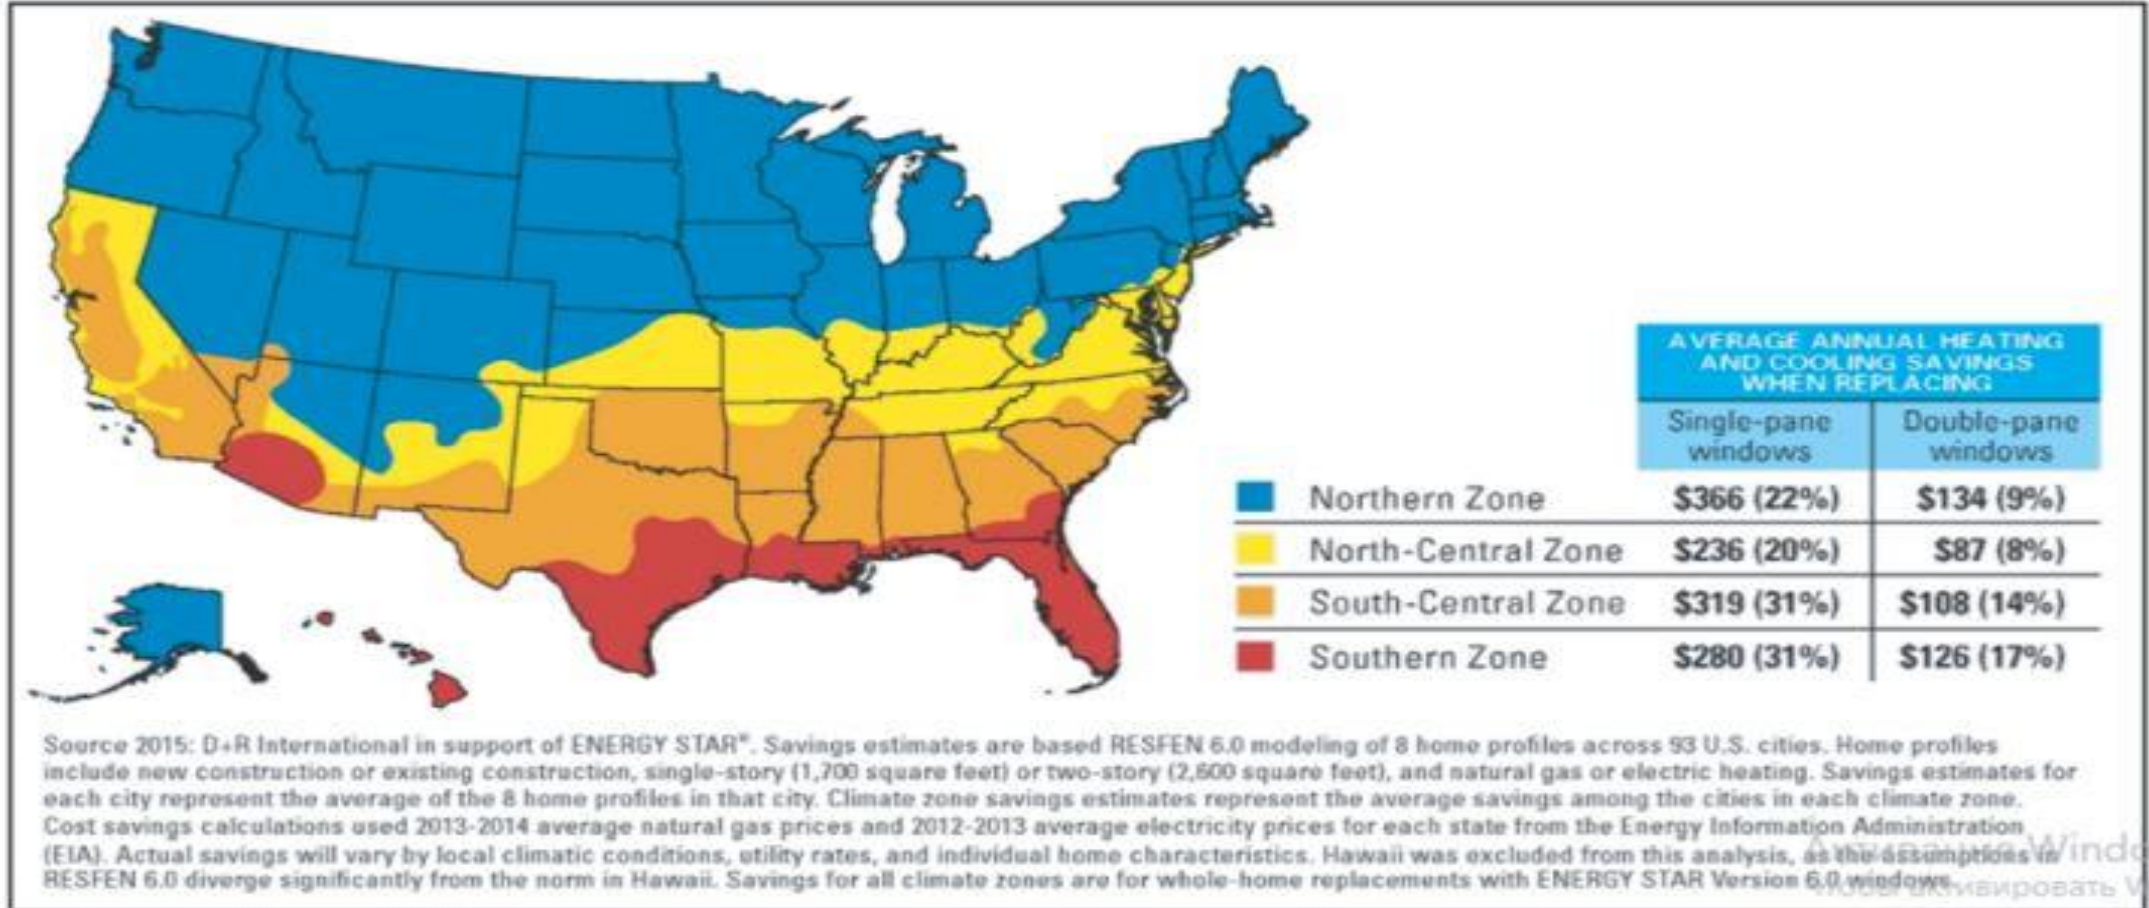 AVERAGE ANNUAL HEATING
AND COOLING SAVINGS
WHEN REPLACING
Single-pane windows
Double-pane windows
Northern Zone $366 (22%) $134 (9%)
North-Central Zone $236 (20%) $87 (8%)
South-Central Zone $319 (31%) $108 (14%)
Southern Zone $280 (31%) $126 (17%)
Source 2015: D+R International in support of ENERGY STAR®. Savings estimates are based RESFEN 6.0 modeling of 8 home profiles across 93 U.S. cities. Home profiles
include new construction or existing construction, single-story (1,700 square feet) or two-story (2,600 square feet), and natural gas or electric heating. Savings estimates for
each city represent the average of the 8 home profiles in that city. Climate zone savings estimates represent the average savings among the cities in each climate zone.
Cost savings calculations used 2013-2014 average natural gas prices and 2012-2013 average electricity prices for each state from the Energy Information Administration
(EIA). Actual savings will vary by local climatic conditions, utility rates, and individual home characteristics. Hawaii was excluded from this analysis, as the assumptions in
RESFEN 6.0 diverge significantly from the norm in Hawaii. Savings for all climate zones are for whole-home replacements with ENERGY STAR Version 6.0 windows.